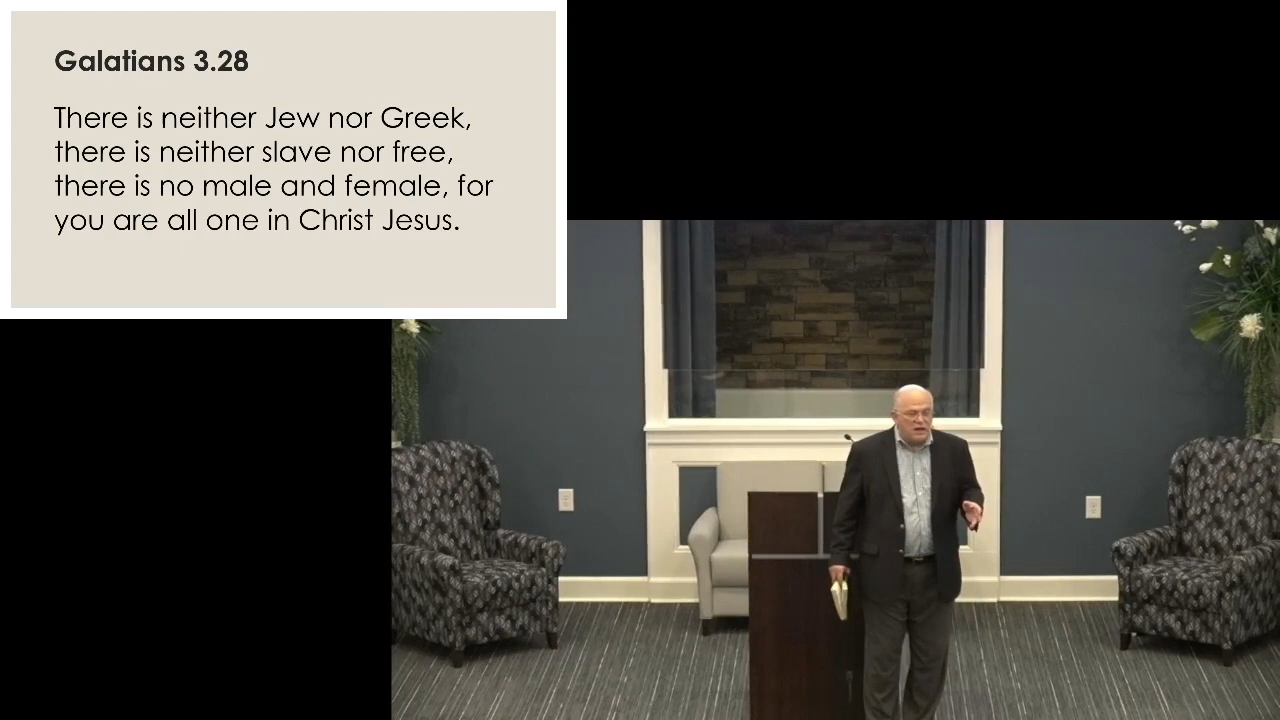 Galatians 3.28
There is neither Jew nor Greek,
there is neither slave nor free,
there is no male and female, for
you are all one in Christ Jesus.